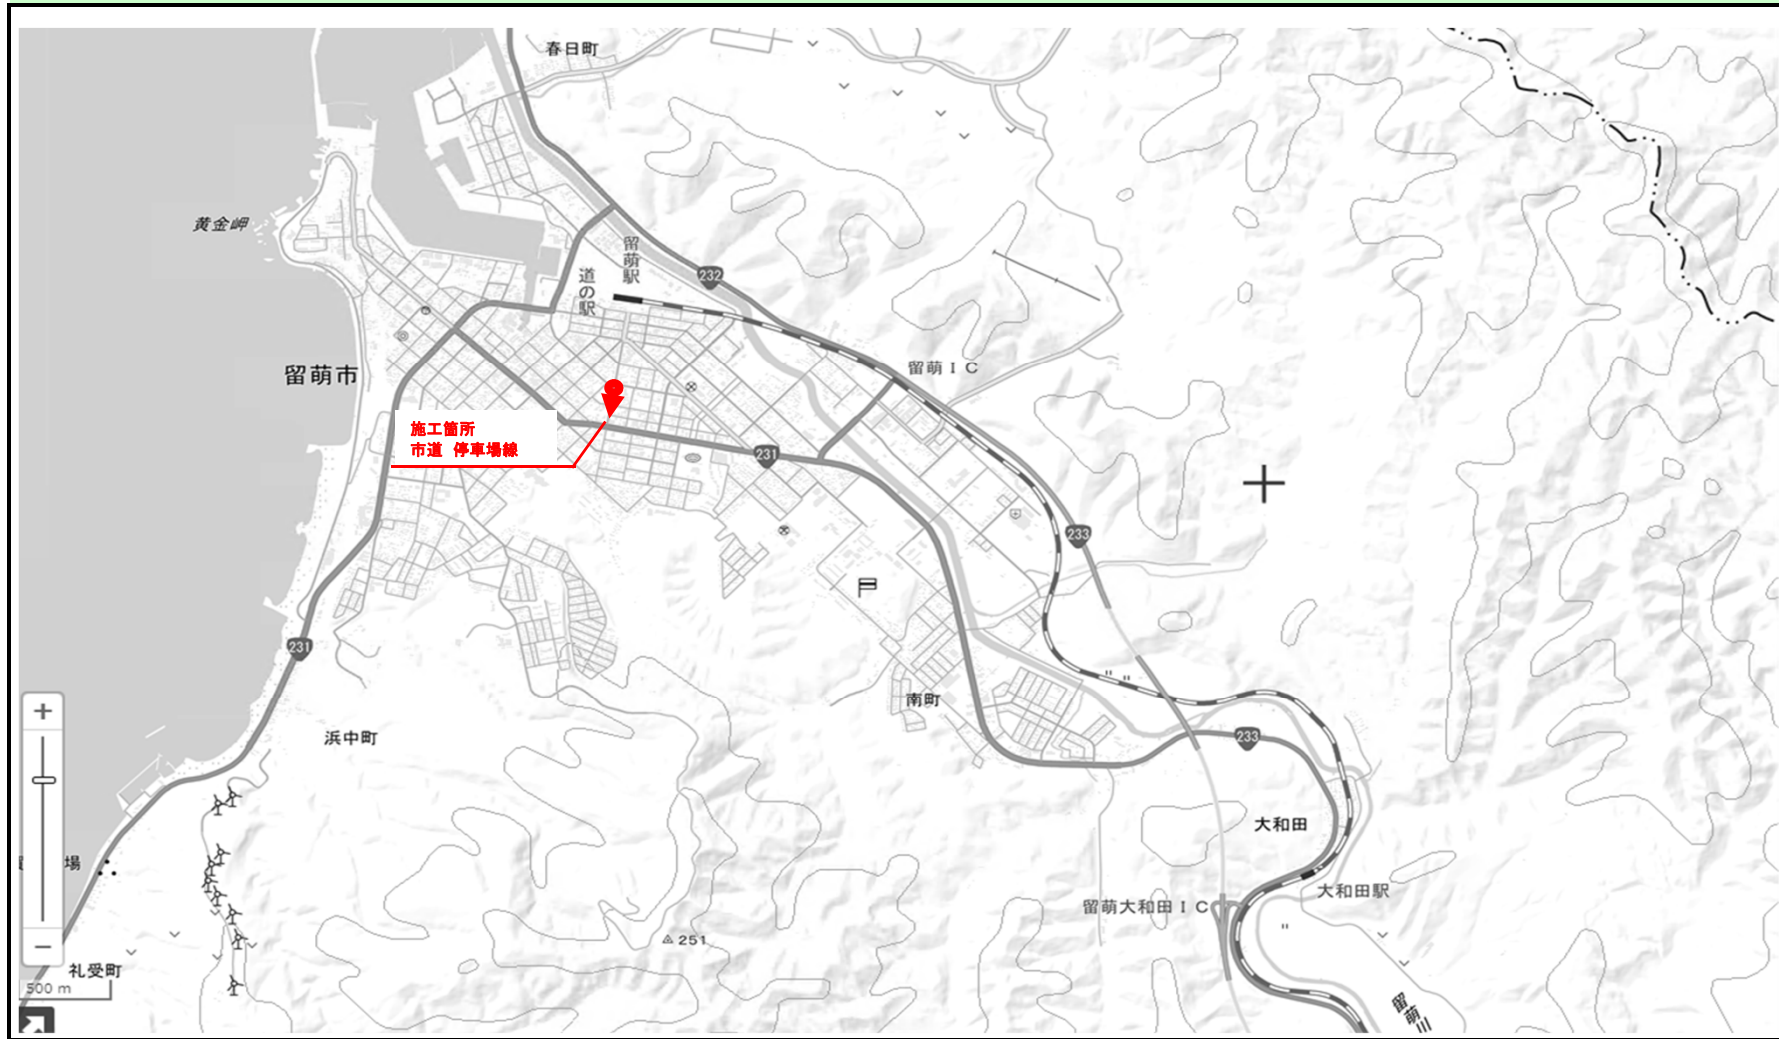 春日町
黄金岬
留萌駅
道の駅
232
留萌市
留萌IC
施工箇所
市道 停車場線
231
233
231
南町
浜中町
233
大和田
場
大和田駅
留萌大和田IC
251
礼受町
500 m
留萌川